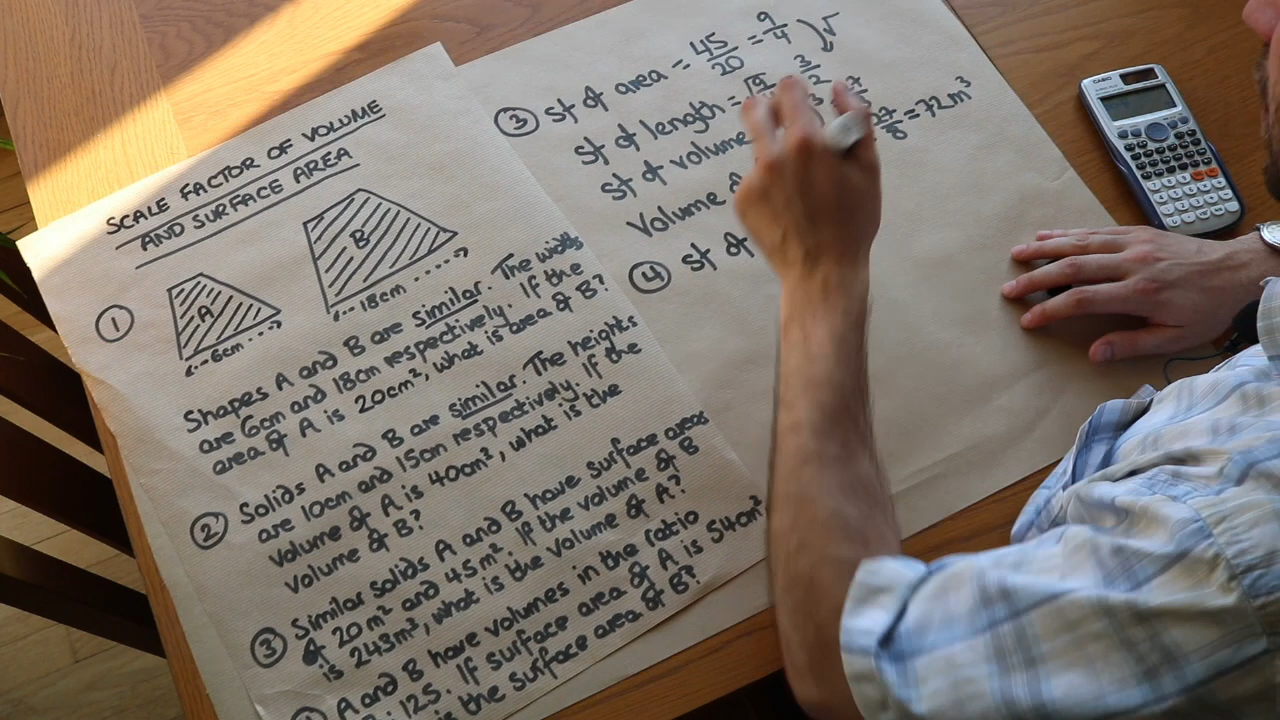 SCALE FACTOR OF VOLUME
AND SURFACE AREA
①
A
6cm
B
18cm
Shapes A and B are similar. The widths
are 6cm and 18cm respectively. If the
area of A is 20cm², what is area of B?
② Solids A and B are similar. The heights
are 10cm and 15cm respectively. If the
volume of A is 40cm³, what is the
volume of B?
③ Similar solids A and B have surface areas
of 20m² and 45m². If the volume of B
is 243m³, what is the volume of A?
A and B have volumes in the ratio
: 125. If surface area of A is 54cm²
is the surface area of B?
③ sf of area = 45/20 = 9/4 √
sf of length = √9 3/2
sf of volume
Volume = 72m³
④ sf of
CASIO